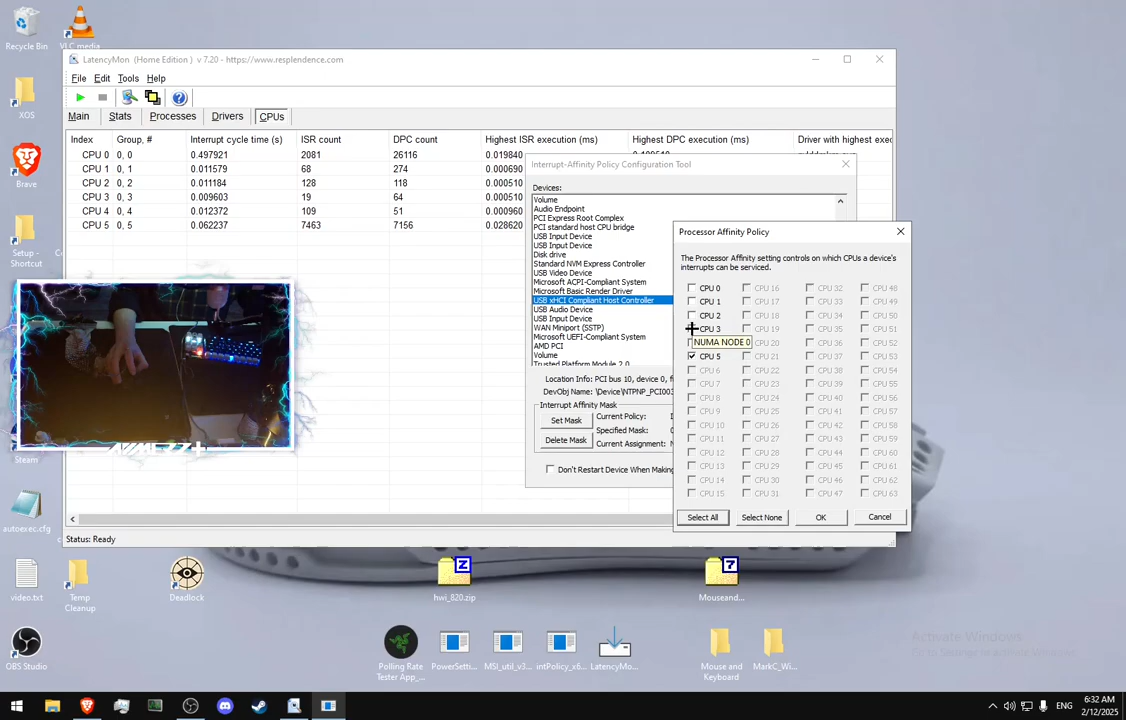 Recycle Bin
VLC media
XOS
Brave
Setup -
Shortcut
Steam
autoexec.cfg
video.txt
Temp
Cleanup
Deadlock
OBS Studio
LatencyMon (Home Edition ) v 7.20 - https://www.resplendence.com
File Edit Tools Help
Main Stats Processes Drivers CPUs
Index Group, # Interrupt cycle time (s) ISR count DPC count Highest ISR execution (ms) Highest DPC execution (ms) Driver with highest exec
CPU 0 0, 0 0.497921 2081 26116 0.019840
CPU 1 0, 1 0.011579 68 274 0.000690
CPU 2 0, 2 0.011184 128 118 0.000510
CPU 3 0, 3 0.009603 19 64 0.000510
CPU 4 0, 4 0.012372 109 51 0.000960
CPU 5 0, 5 0.062237 7463 7156 0.028620
Status: Ready
Interrupt-Affinity Policy Configuration Tool
Devices:
Volume
Audio Endpoint
PCI Express Root Complex
PCI standard host CPU bridge
USB Input Device
USB Input Device
Disk drive
Standard NVM Express Controller
USB Video Device
Microsoft ACPI-Compliant System
Microsoft Basic Render Driver
USB xHCI Compliant Host Controller
USB Audio Device
USB Input Device
WAN Miniport (SSTP)
Microsoft UEFI-Compliant System
AMD PCI
Volume
Trusted Platform Module 2.0
Location Info: PCI bus 10, device 0, f
DevObj Name: \Device\NTPNP_PCI003
Interrupt Affinity Mask
Set Mask
Delete Mask
Current Policy:
Specified Mask:
Current Assignment:
Don't Restart Device When Making
Processor Affinity Policy
The Processor Affinity setting controls on which CPUs a device's
interrupts can be serviced.
CPU 0 CPU 16 CPU 32 CPU 48
CPU 1 CPU 17 CPU 33 CPU 49
CPU 2 CPU 18 CPU 34 CPU 50
CPU 3 CPU 19 CPU 35 CPU 51
NUMA NODE 0 CPU 20 CPU 36 CPU 52
CPU 5 CPU 21 CPU 37 CPU 53
CPU 6 CPU 22 CPU 38 CPU 54
CPU 7 CPU 23 CPU 39 CPU 55
CPU 8 CPU 24 CPU 40 CPU 56
CPU 9 CPU 25 CPU 41 CPU 57
CPU 10 CPU 26 CPU 42 CPU 58
CPU 11 CPU 27 CPU 43 CPU 59
CPU 12 CPU 28 CPU 44 CPU 60
CPU 13 CPU 29 CPU 45 CPU 61
CPU 14 CPU 30 CPU 46 CPU 62
CPU 15 CPU 31 CPU 47 CPU 63
Select All Select None OK Cancel
hwi_820.zip
Mouseand...
Polling Rate
Tester App_...
PowerSetti...
MSI_util_v3...
intPolicy_x6...
LatencyMo...
Mouse and
Keyboard
MarkC_Wi...
Activate Windows
Go to Settings to activate Windows.
ENG
6:32 AM
2/12/2025